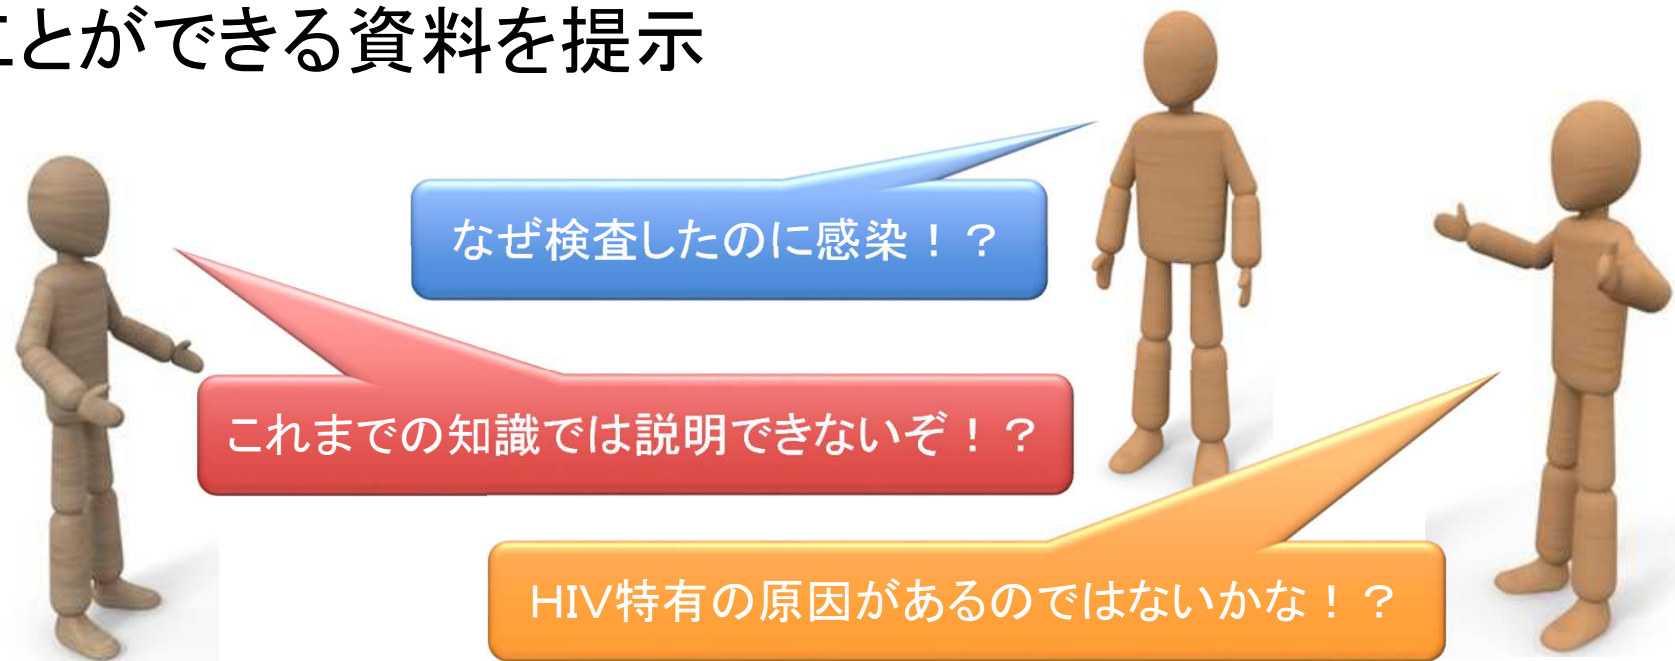 ことができる資料を提示
なぜ検査したのに感染！？
これまでの知識では説明できないぞ！？
HIV特有の原因があるのではないかな！？